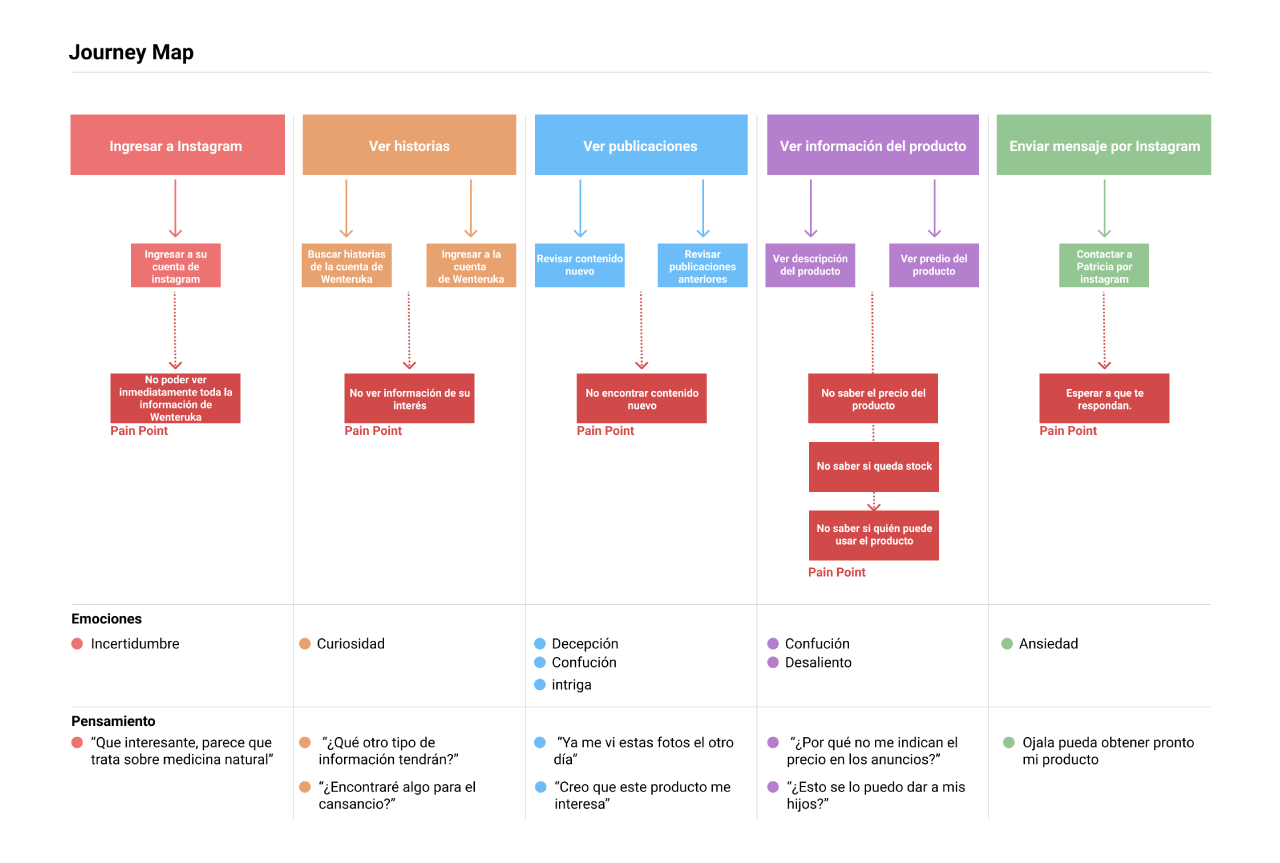 Journey Map
Ingresar a Instagram
Ver historias
Ver publicaciones
Ver información del producto
Enviar mensaje por Instagram
Ingresar a su
cuenta de
instagram
Buscar historias
de la cuenta de
Wenteruka
Ingresar a la
cuenta
de Wenteruka
Revisar contenido
nuevo
Revisar
publicaciones
anteriores
Ver descripción
del producto
Ver predio del
producto
Contactar a
Patricia por
instagram
No poder ver
inmediatamente toda la
información de
Wenteruka
Pain Point
No ver información de su
interés
Pain Point
No encontrar contenido
nuevo
Pain Point
No saber el precio del
producto
No saber si queda stock
No saber si quién puede
usar el producto
Pain Point
Esperar a que te
respondan.
Pain Point
Emociones
Incertidumbre
Curiosidad
Decepción
Confución
intriga
Confución
Desaliento
Ansiedad
Pensamiento
“Que interesante, parece que
trata sobre medicina natural”
“¿Qué otro tipo de
información tendrán?”
“¿Encontraré algo para el
cansancio?”
“Ya me vi estas fotos el otro
día”
“Creo que este producto me
interesa”
“¿Por qué no me indican el
precio en los anuncios?”
“¿Esto se lo puedo dar a mis
hijos?”
Ojala pueda obtener pronto
mi producto